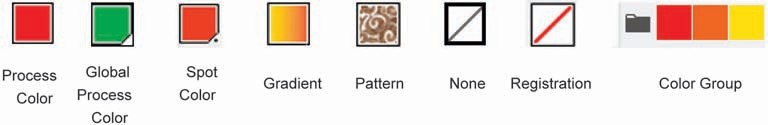 Process
Color
Global
Process
Color
Spot
Color
Gradient
Pattern
None
Registration
Color Group